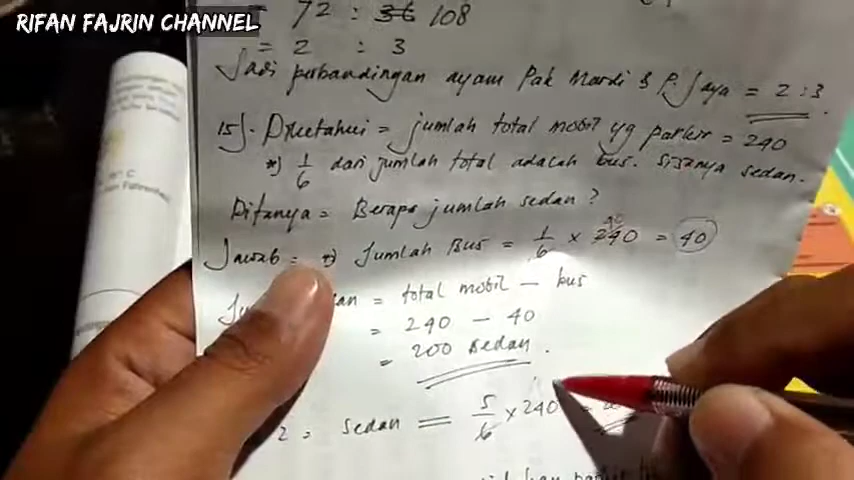 RIFAN FAJRIN CHANNEL
= 72 : 36 108
= 2 : 3
Jadi perbandingan ayam Pak Mardi & P. Jaya = 2 : 3.
15). Diketahui = jumlah total mobil yg parkir = 240
*) 1/6 dari jumlah total adalah bus. Sisanya sedan.
Ditanya = Berapa jumlah sedan ?
Jawab = *) Jumlah Bus = 1/6 × 240 40 = 40
= total mobil - bus
= 240 - 40
= 200 sedan.
2 = sedan = 5/6 × 240 =